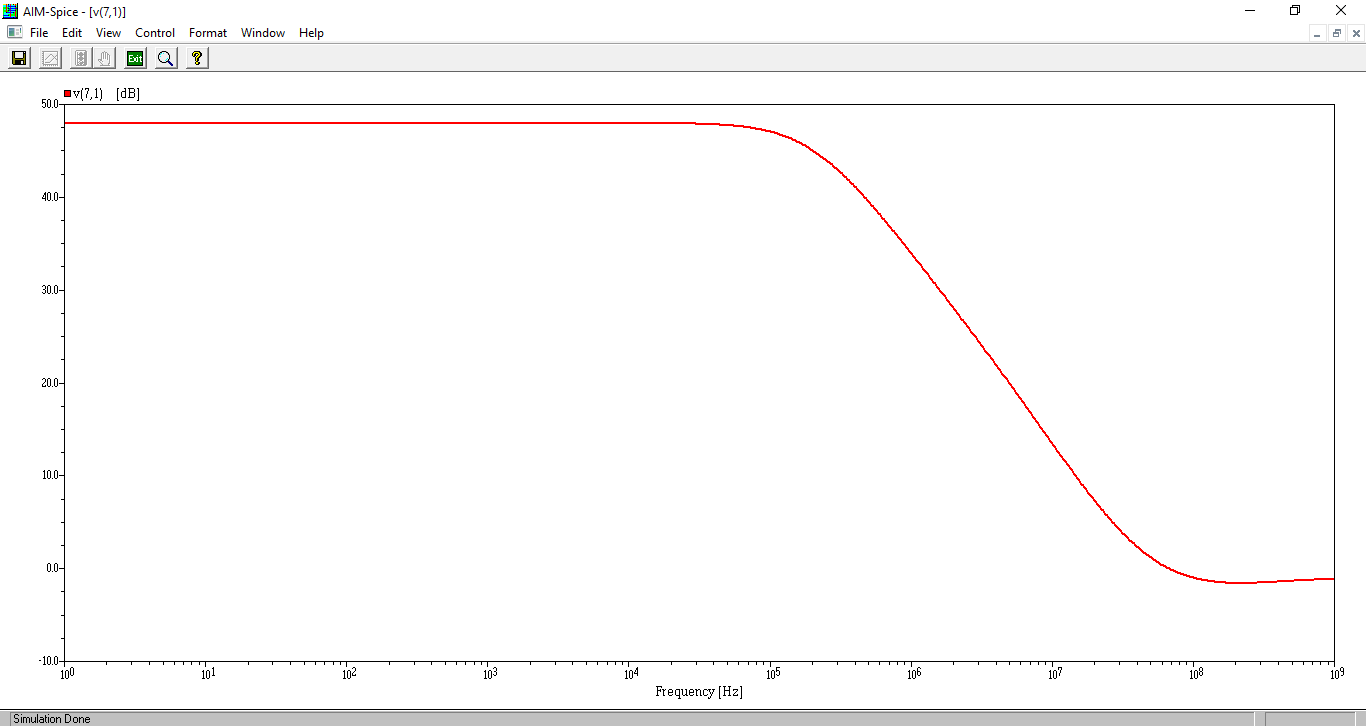 AIM-Spice - [v(7,1)]
File Edit View Control Format Window Help
Exit ?
v(7,1) [dB]
50.0
40.0
30.0
20.0
10.0
0.0
-10.0
10⁰ 10¹ 10² 10³ 10⁴ 10⁵ 10⁶ 10⁷ 10⁸ 10⁹
Frequency [Hz]
Simulation Done